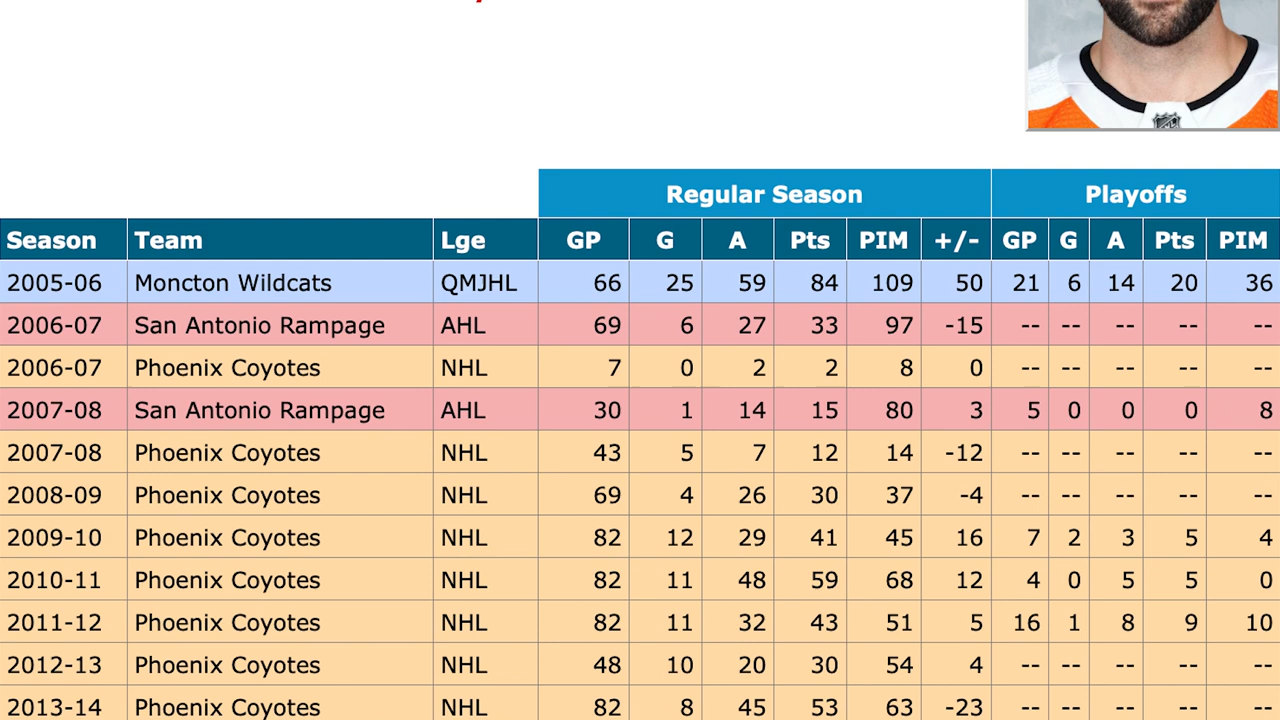 Regular Season Playoffs
Season Team Lge GP G A Pts PIM +/- GP G A Pts PIM
2005-06 Moncton Wildcats QMJHL 66 25 59 84 109 50 21 6 14 20 36
2006-07 San Antonio Rampage AHL 69 6 27 33 97 -15 -- -- -- -- --
2006-07 Phoenix Coyotes NHL 7 0 2 2 8 0 -- -- -- -- --
2007-08 San Antonio Rampage AHL 30 1 14 15 80 3 5 0 0 0 8
2007-08 Phoenix Coyotes NHL 43 5 7 12 14 -12 -- -- -- -- --
2008-09 Phoenix Coyotes NHL 69 4 26 30 37 -4 -- -- -- -- --
2009-10 Phoenix Coyotes NHL 82 12 29 41 45 16 7 2 3 5 4
2010-11 Phoenix Coyotes NHL 82 11 48 59 68 12 4 0 5 5 0
2011-12 Phoenix Coyotes NHL 82 11 32 43 51 5 16 1 8 9 10
2012-13 Phoenix Coyotes NHL 48 10 20 30 54 4 -- -- -- -- --
2013-14 Phoenix Coyotes NHL 82 8 45 53 63 -23 -- -- -- -- --